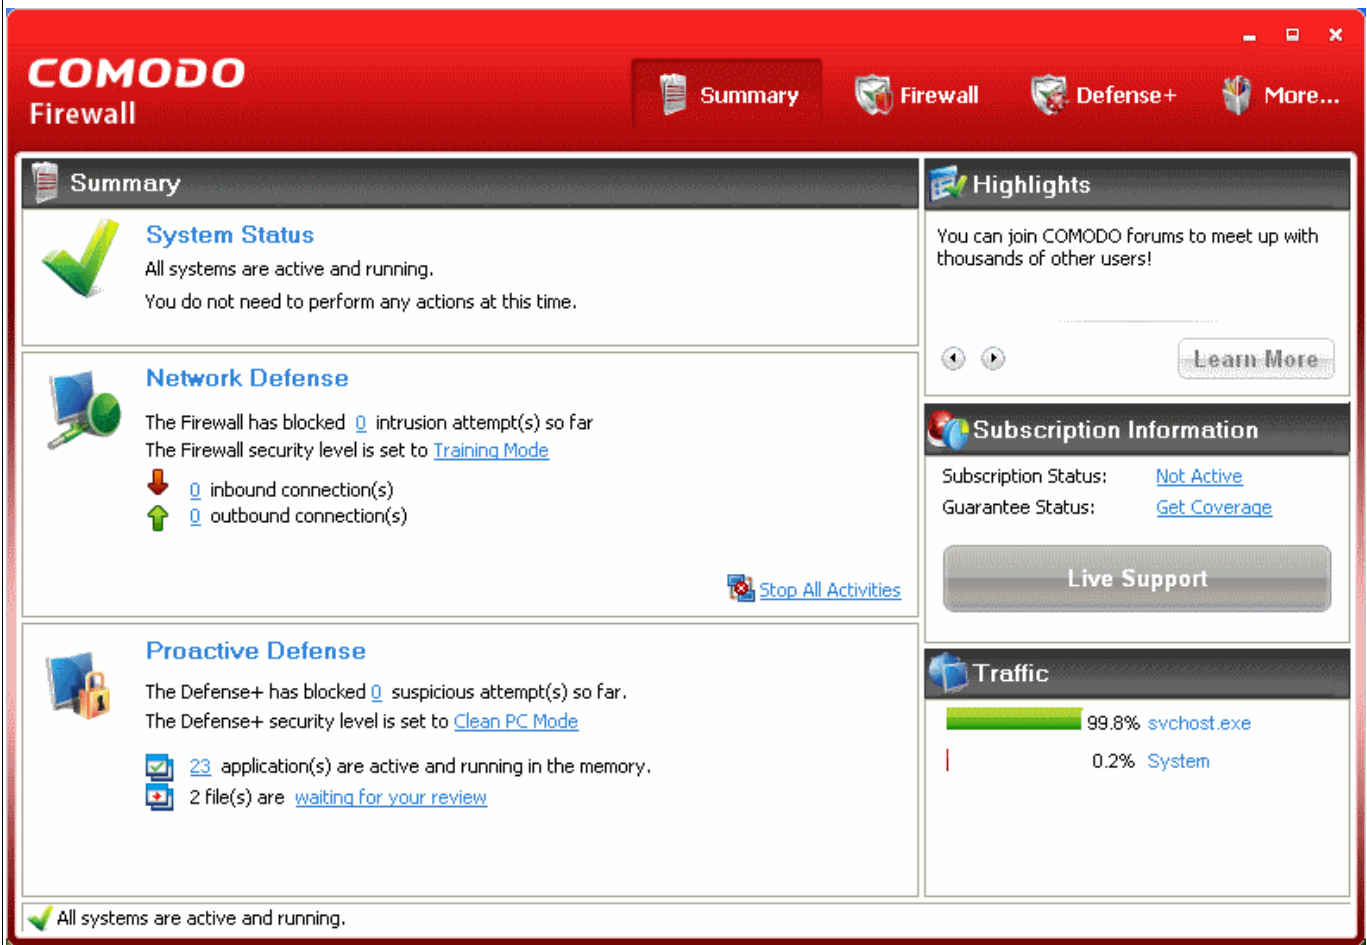 COMODO
Firewall
Summary
Firewall
Defense+
More...
Summary
System Status
All systems are active and running.
You do not need to perform any actions at this time.
Network Defense
The Firewall has blocked 0 intrusion attempt(s) so far
The Firewall security level is set to Training Mode
0 inbound connection(s)
0 outbound connection(s)
Stop All Activities
Proactive Defense
The Defense+ has blocked 0 suspicious attempt(s) so far.
The Defense+ security level is set to Clean PC Mode
23 application(s) are active and running in the memory.
2 file(s) are waiting for your review
Highlights
You can join COMODO forums to meet up with
thousands of other users!
Learn More
Subscription Information
Subscription Status: Not Active
Guarantee Status: Get Coverage
Live Support
Traffic
99.8% svchost.exe
0.2% System
All systems are active and running.